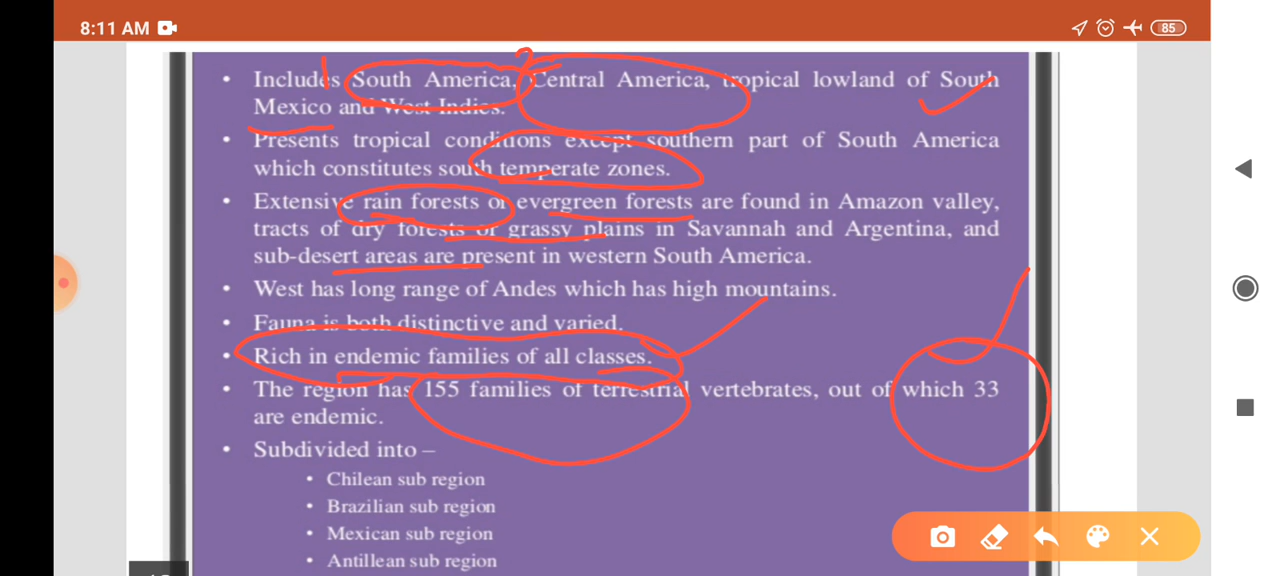 8:11 AM
85
• Includes South America, Central America, tropical lowland of South
Mexico and West Indies.
• Presents tropical conditions except southern part of South America
which constitutes south temperate zones.
• Extensive rain forests or evergreen forests are found in Amazon valley,
tracts of dry forests or grassy plains in Savannah and Argentina, and
sub-desert areas are present in western South America.
• West has long range of Andes which has high mountains.
• Fauna is both distinctive and varied.
• Rich in endemic families of all classes.
• The region has 155 families of terrestrial vertebrates, out of which 33
are endemic.
• Subdivided into –
• Chilean sub region
• Brazilian sub region
• Mexican sub region
• Antillean sub region